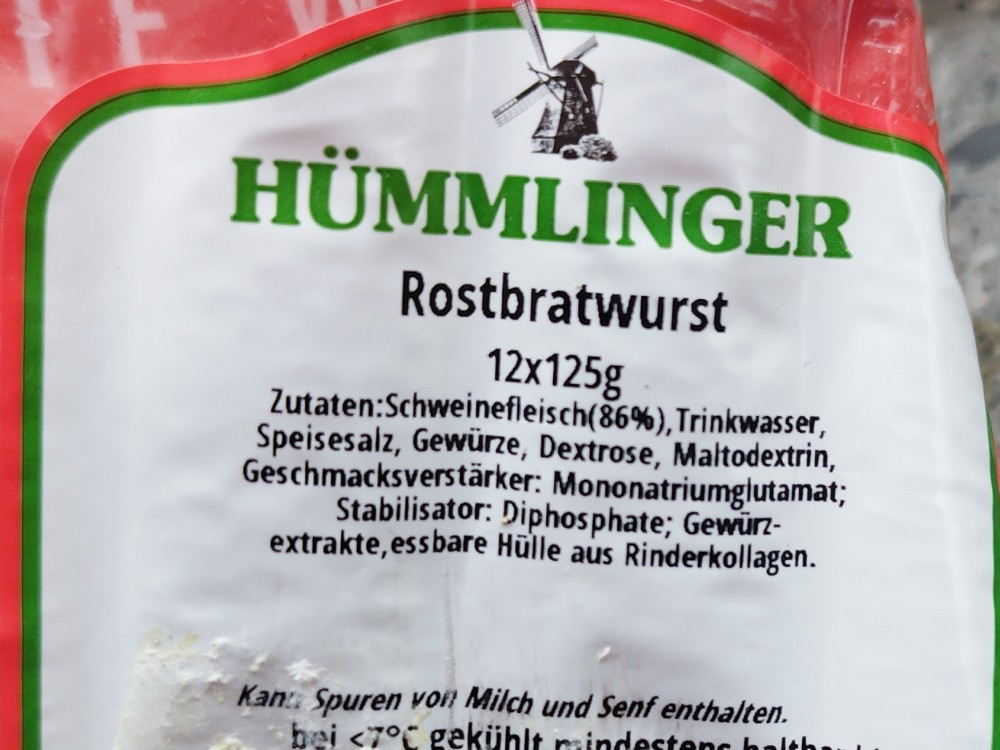 HÜMMLINGER
Rostbratwurst
12x125g
Zutaten:Schweinefleisch(86%),Trinkwasser,
Speisesalz, Gewürze, Dextrose, Maltodextrin,
Geschmacksverstärker: Mononatriumglutamat;
Stabilisator: Diphosphate; Gewürz-
extrakte,essbare Hülle aus Rinderkollagen.
Kann Spuren von Milch und Senf enthalten.
bei <7°C gekühlt mindestens